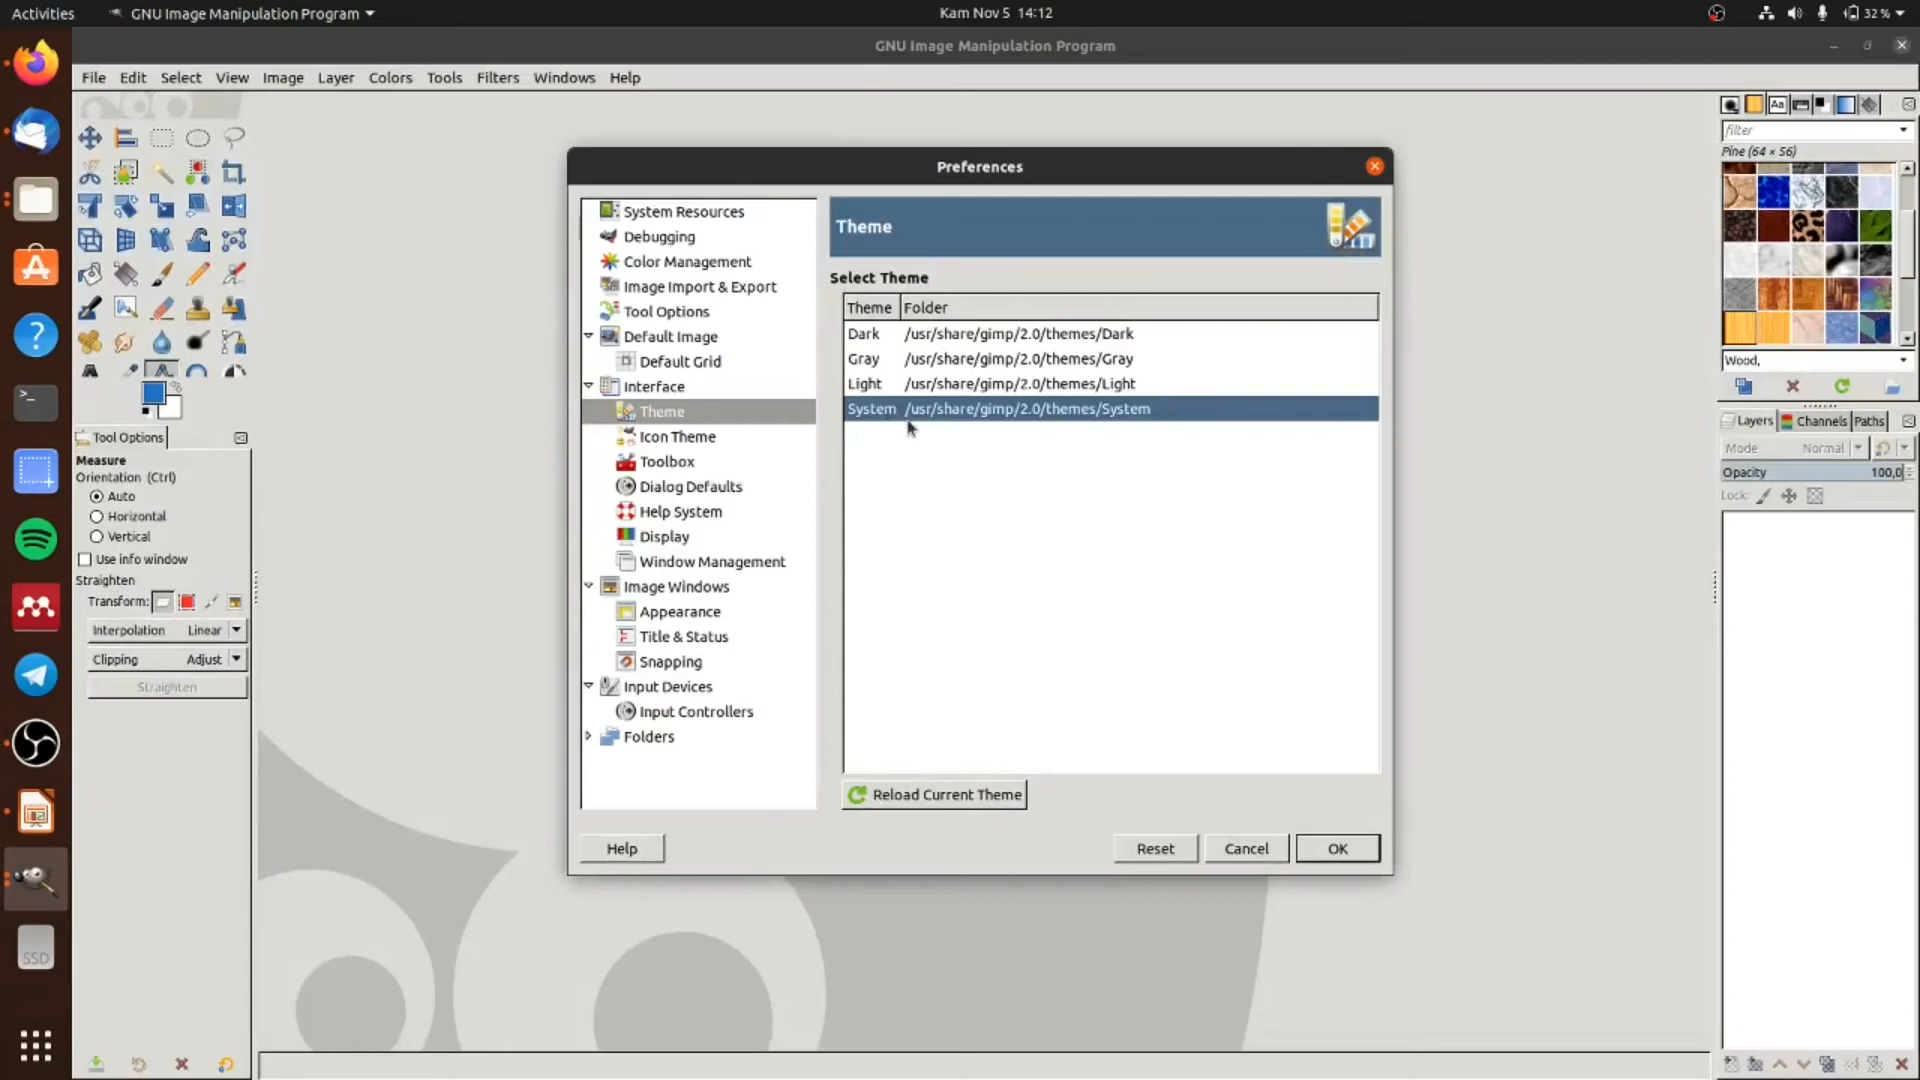 Activities
GNU Image Manipulation Program
Kam Nov 5 14:12
32 %
GNU Image Manipulation Program
File Edit Select View Image Layer Colors Tools Filters Windows Help
filter
Pine (64 × 56)
Wood,
Tool Options
Measure
Orientation (Ctrl)
Auto
Horizontal
Vertical
Use info window
Straighten
Transform:
Interpolation Linear
Clipping Adjust
Straighten
SSD
Preferences
System Resources
Debugging
Color Management
Image Import & Export
Tool Options
Default Image
Default Grid
Interface
Theme
Icon Theme
Toolbox
Dialog Defaults
Help System
Display
Window Management
Image Windows
Appearance
Title & Status
Snapping
Input Devices
Input Controllers
Folders
Theme
Select Theme
Theme Folder
Dark /usr/share/gimp/2.0/themes/Dark
Gray /usr/share/gimp/2.0/themes/Gray
Light /usr/share/gimp/2.0/themes/Light
System /usr/share/gimp/2.0/themes/System
Reload Current Theme
Help
Reset
Cancel
OK
Layers Channels Paths
Mode Normal
Opacity 100,0
Lock: